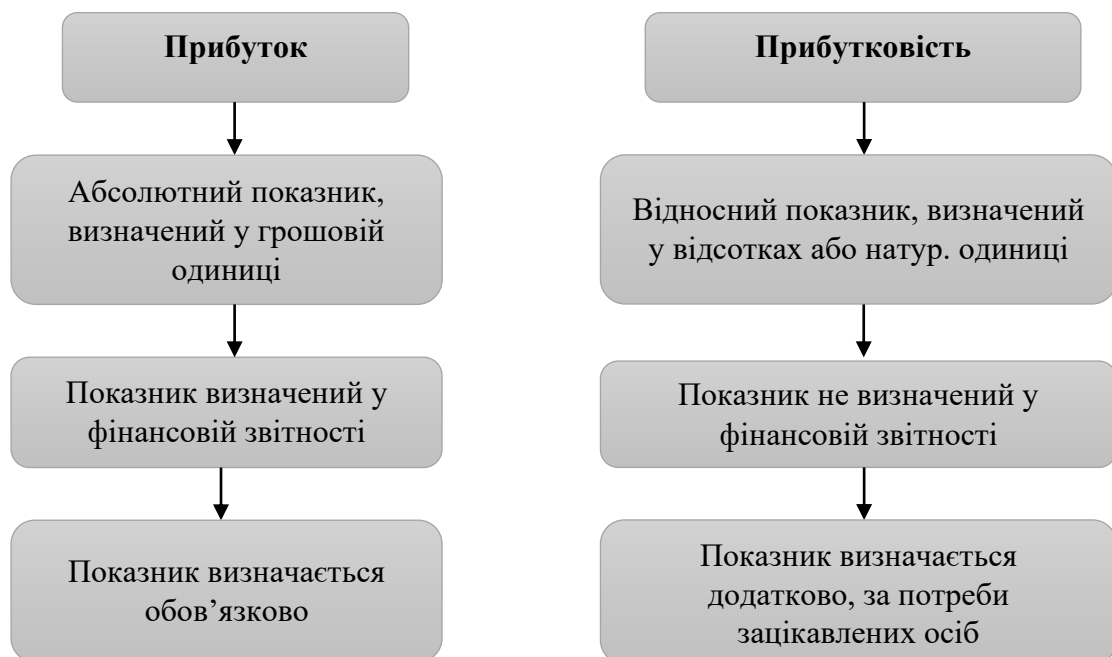 Прибуток
Абсолютний показник,
визначений у грошовій
одиниці
Показник визначений у
фінансовій звітності
Показник визначається
обов’язково
Прибутковість
Відносний показник, визначений
у відсотках або натур. одиниці
Показник не визначений у
фінансовій звітності
Показник визначається
додатково, за потреби
зацікавлених осіб